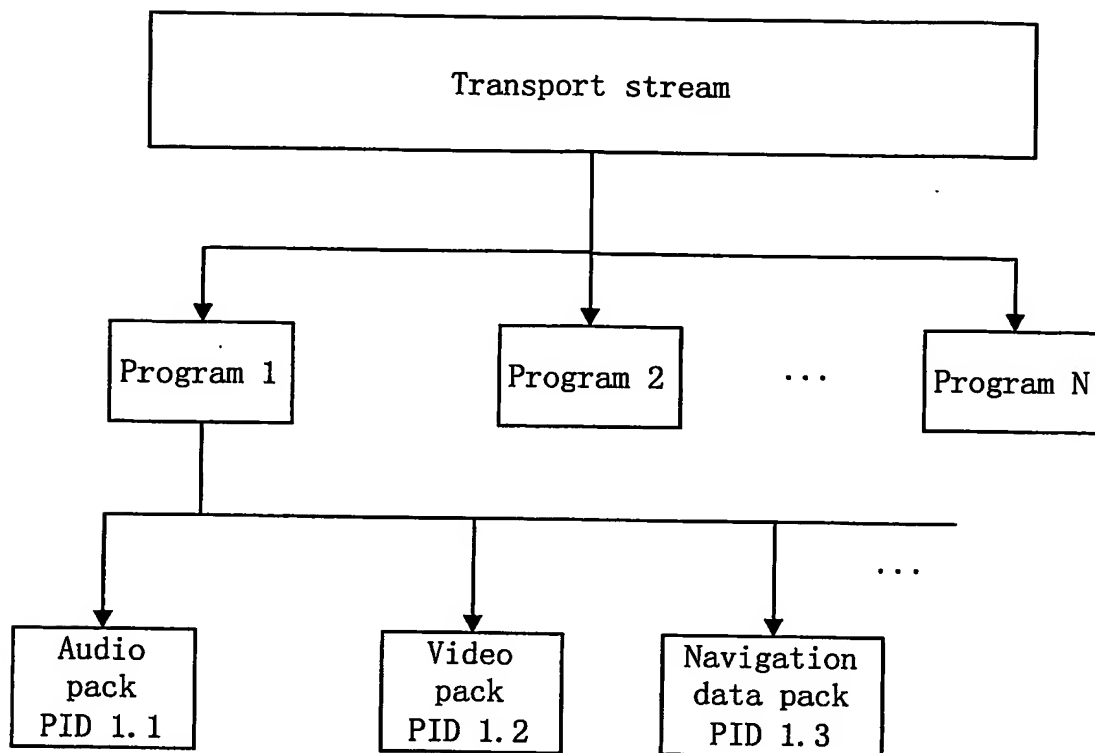 Transport stream
Program 1
Program 2
...
Program N
...
Audio
pack
PID 1.1
Video
pack
PID 1.2
Navigation
data pack
PID 1.3